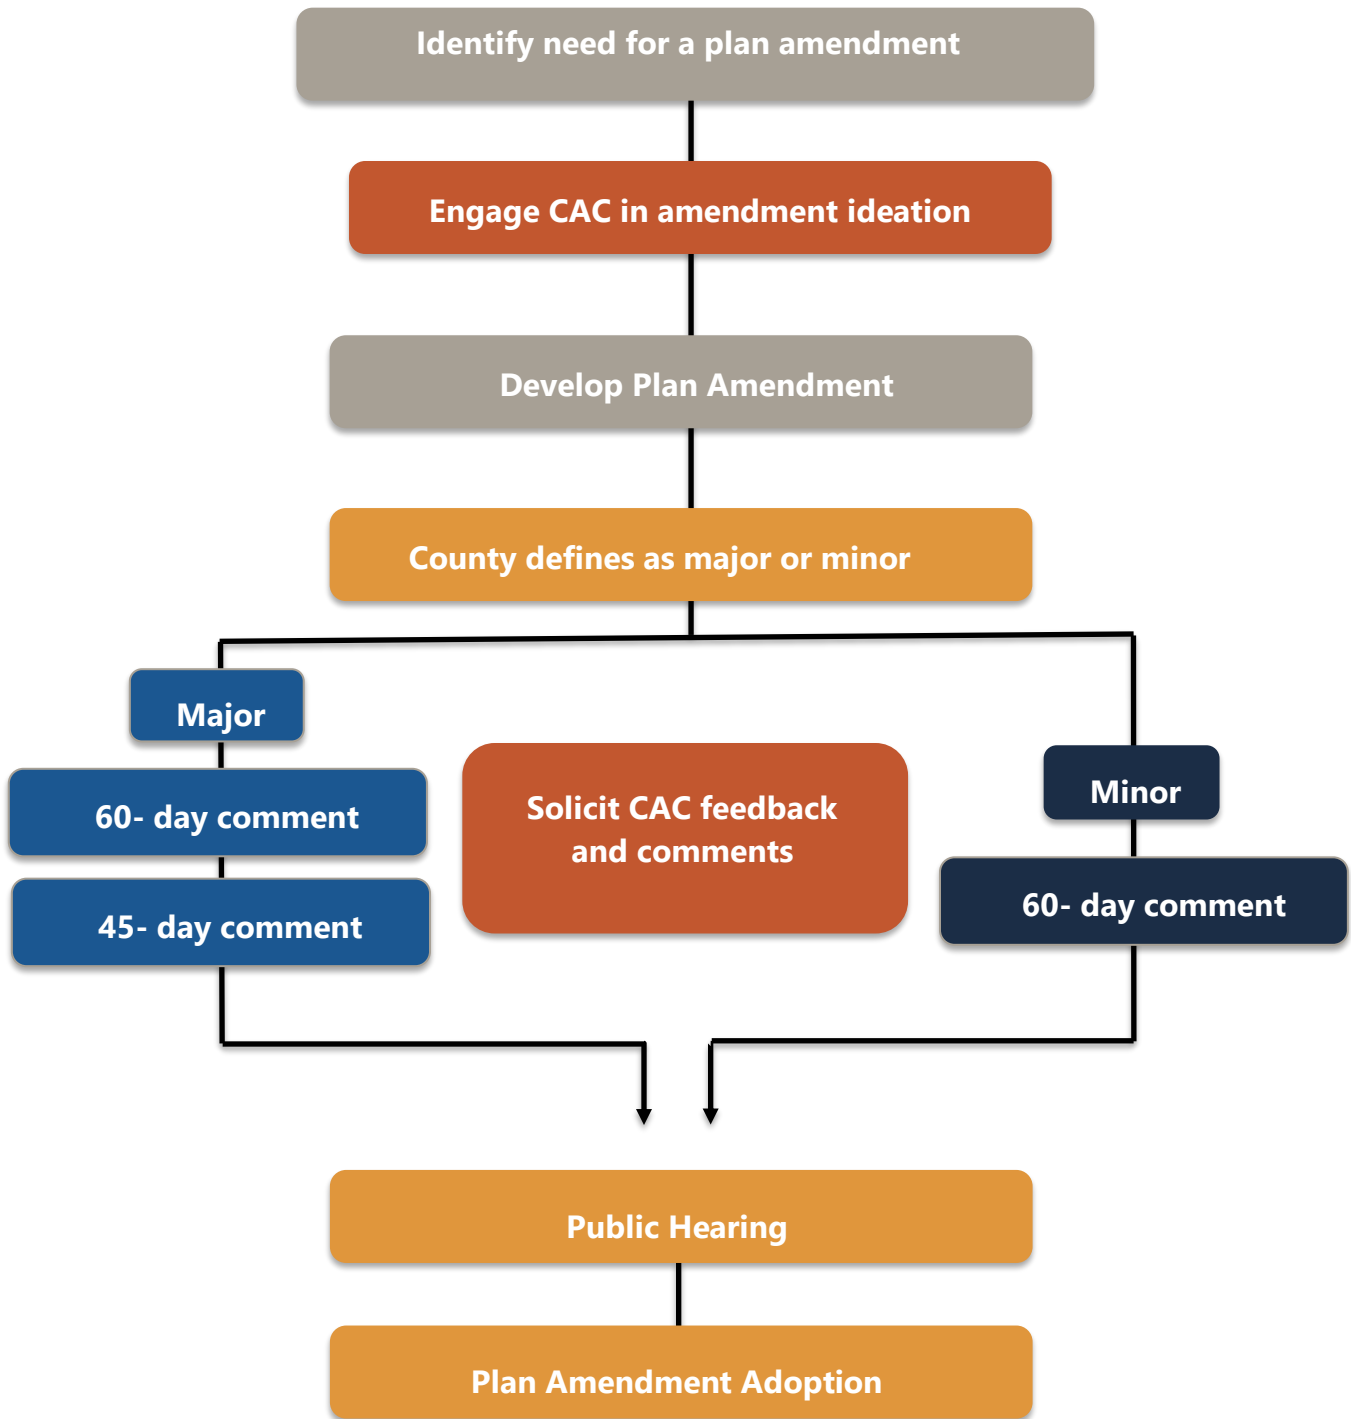 Identify need for a plan amendment
Engage CAC in amendment ideation
Develop Plan Amendment
County defines as major or minor
Major
60- day comment
45- day comment
Solicit CAC feedback
and comments
Minor
60- day comment
Public Hearing
Plan Amendment Adoption